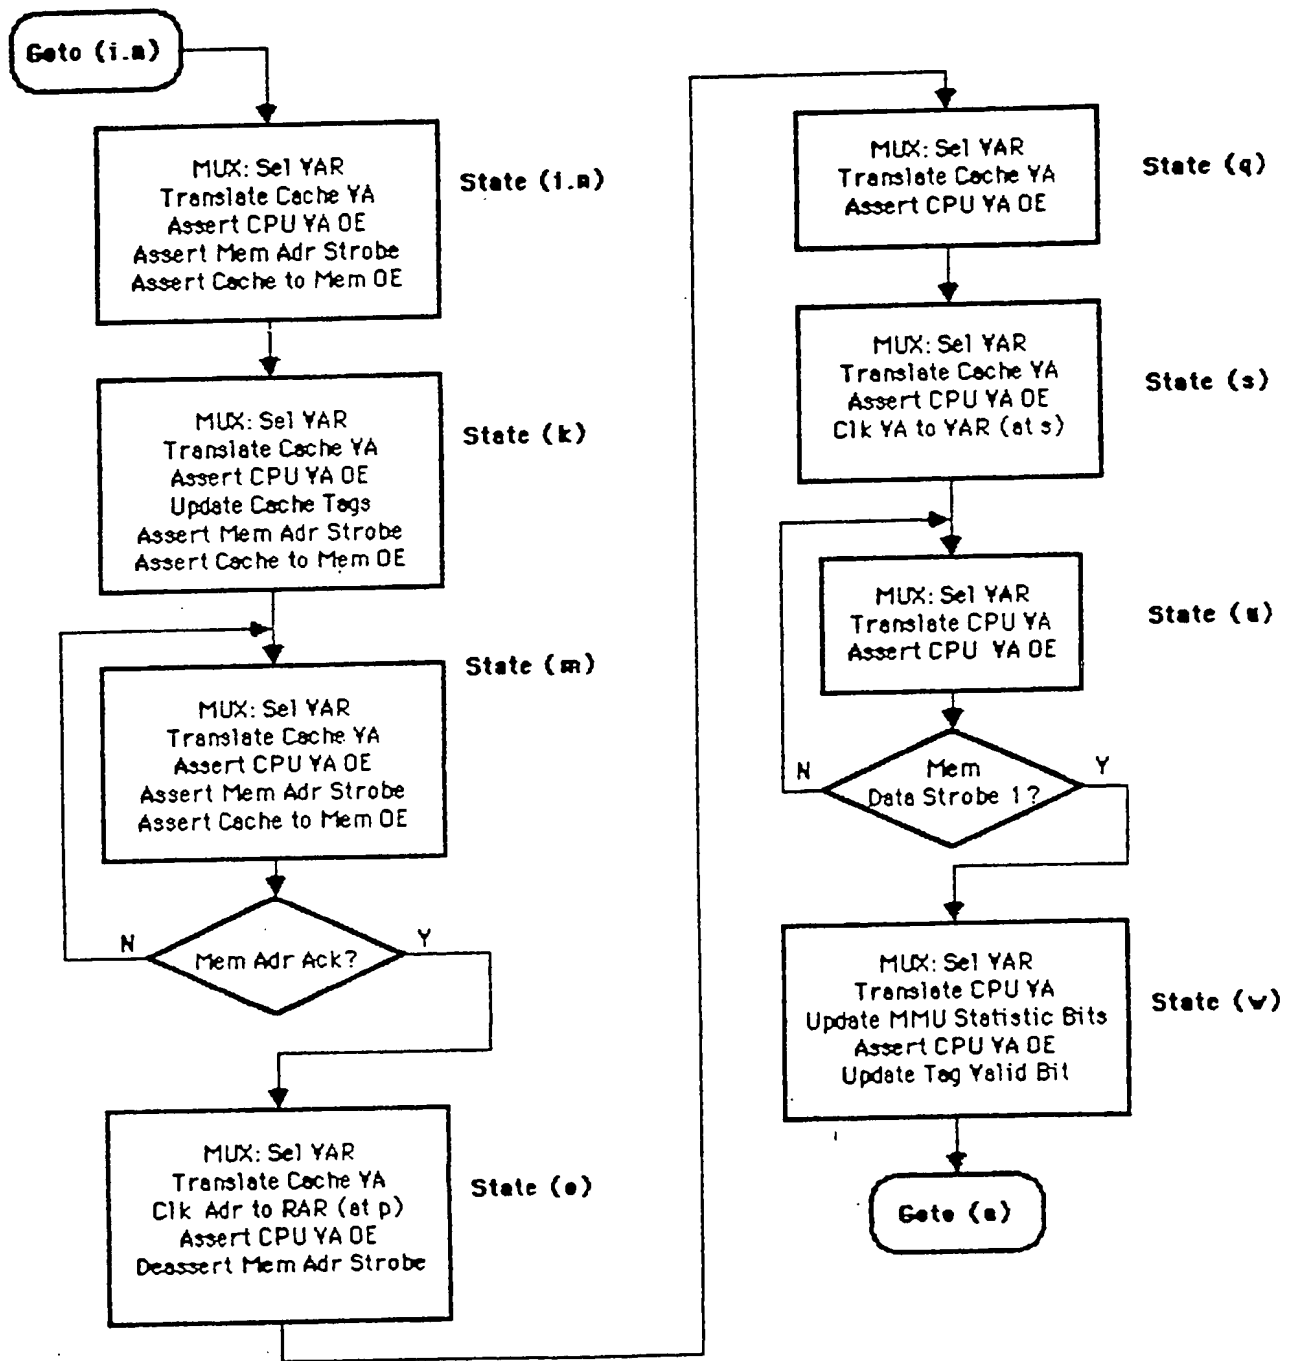 Goto (i.m)
MUX: Sel VAR
Translate Cache VA
Assert CPU VA OE
Assert Mem Adr Strobe
Assert Cache to Mem OE
State (i.m)
MUX: Sel VAR
Translate Cache VA
Assert CPU VA OE
Update Cache Tags
Assert Mem Adr Strobe
Assert Cache to Mem OE
State (k)
MUX: Sel VAR
Translate Cache VA
Assert CPU VA OE
Assert Mem Adr Strobe
Assert Cache to Mem OE
State (m)
N
Mem Adr Ack?
Y
MUX: Sel VAR
Translate Cache VA
Clk Adr to RAR (at p)
Assert CPU VA OE
Deassert Mem Adr Strobe
State (o)
MUX: Sel VAR
Translate Cache VA
Assert CPU VA OE
State (q)
MUX: Sel VAR
Translate Cache VA
Assert CPU VA OE
Clk VA to VAR (at s)
State (s)
MUX: Sel VAR
Translate CPU VA
Assert CPU VA OE
State (u)
N
Mem
Data Strobe 1?
Y
MUX: Sel VAR
Translate CPU VA
Update MMU Statistic Bits
Assert CPU VA OE
Update Tag Valid Bit
State (w)
Goto (a)